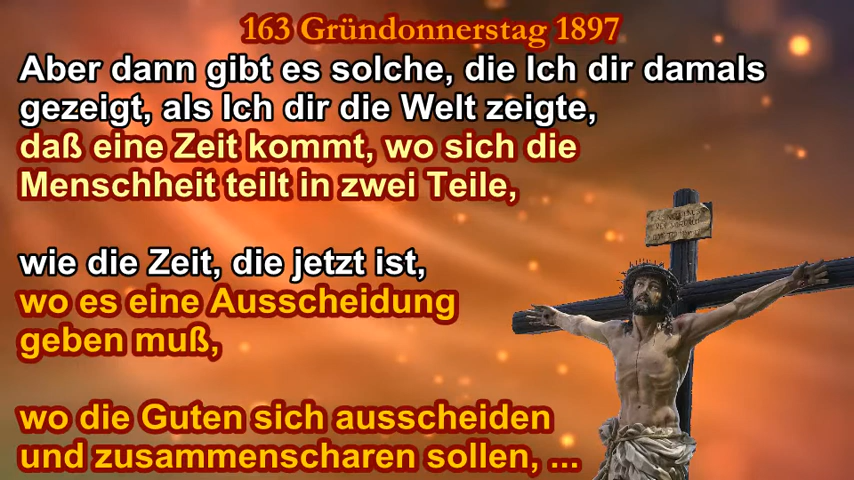 163 Gründonnerstag 1897
Aber dann gibt es solche, die Ich dir damals
gezeigt, als Ich dir die Welt zeigte,
daß eine Zeit kommt, wo sich die
Menschheit teilt in zwei Teile,
wie die Zeit, die jetzt ist,
wo es eine Ausscheidung
geben muß,
wo die Guten sich ausscheiden
und zusammenscharen sollen, ...